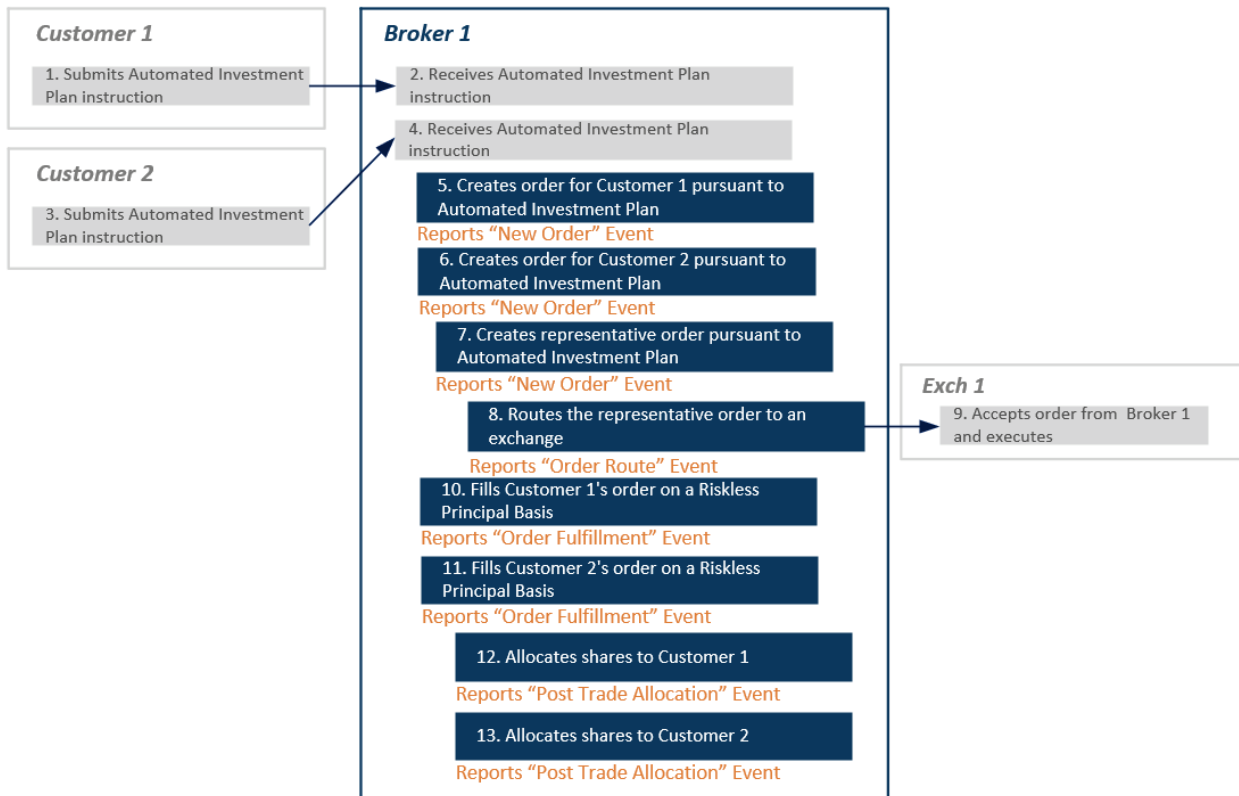 Customer 1
1. Submits Automated Investment
Plan instruction
Broker 1
2. Receives Automated Investment Plan
instruction
4. Receives Automated Investment Plan
instruction
Customer 2
3. Submits Automated Investment
Plan instruction
5. Creates order for Customer 1 pursuant to
Automated Investment Plan
Reports “New Order” Event
6. Creates order for Customer 2 pursuant to
Automated Investment Plan
Reports “New Order” Event
7. Creates representative order pursuant to
Automated Investment Plan
Reports “New Order” Event
8. Routes the representative order to an
exchange
Reports “Order Route” Event
Exch 1
9. Accepts order from Broker 1
and executes
10. Fills Customer 1's order on a Riskless
Principal Basis
Reports “Order Fulfillment” Event
11. Fills Customer 2's order on a Riskless
Principal Basis
Reports “Order Fulfillment” Event
12. Allocates shares to Customer 1
Reports “Post Trade Allocation” Event
13. Allocates shares to Customer 2
Reports “Post Trade Allocation” Event